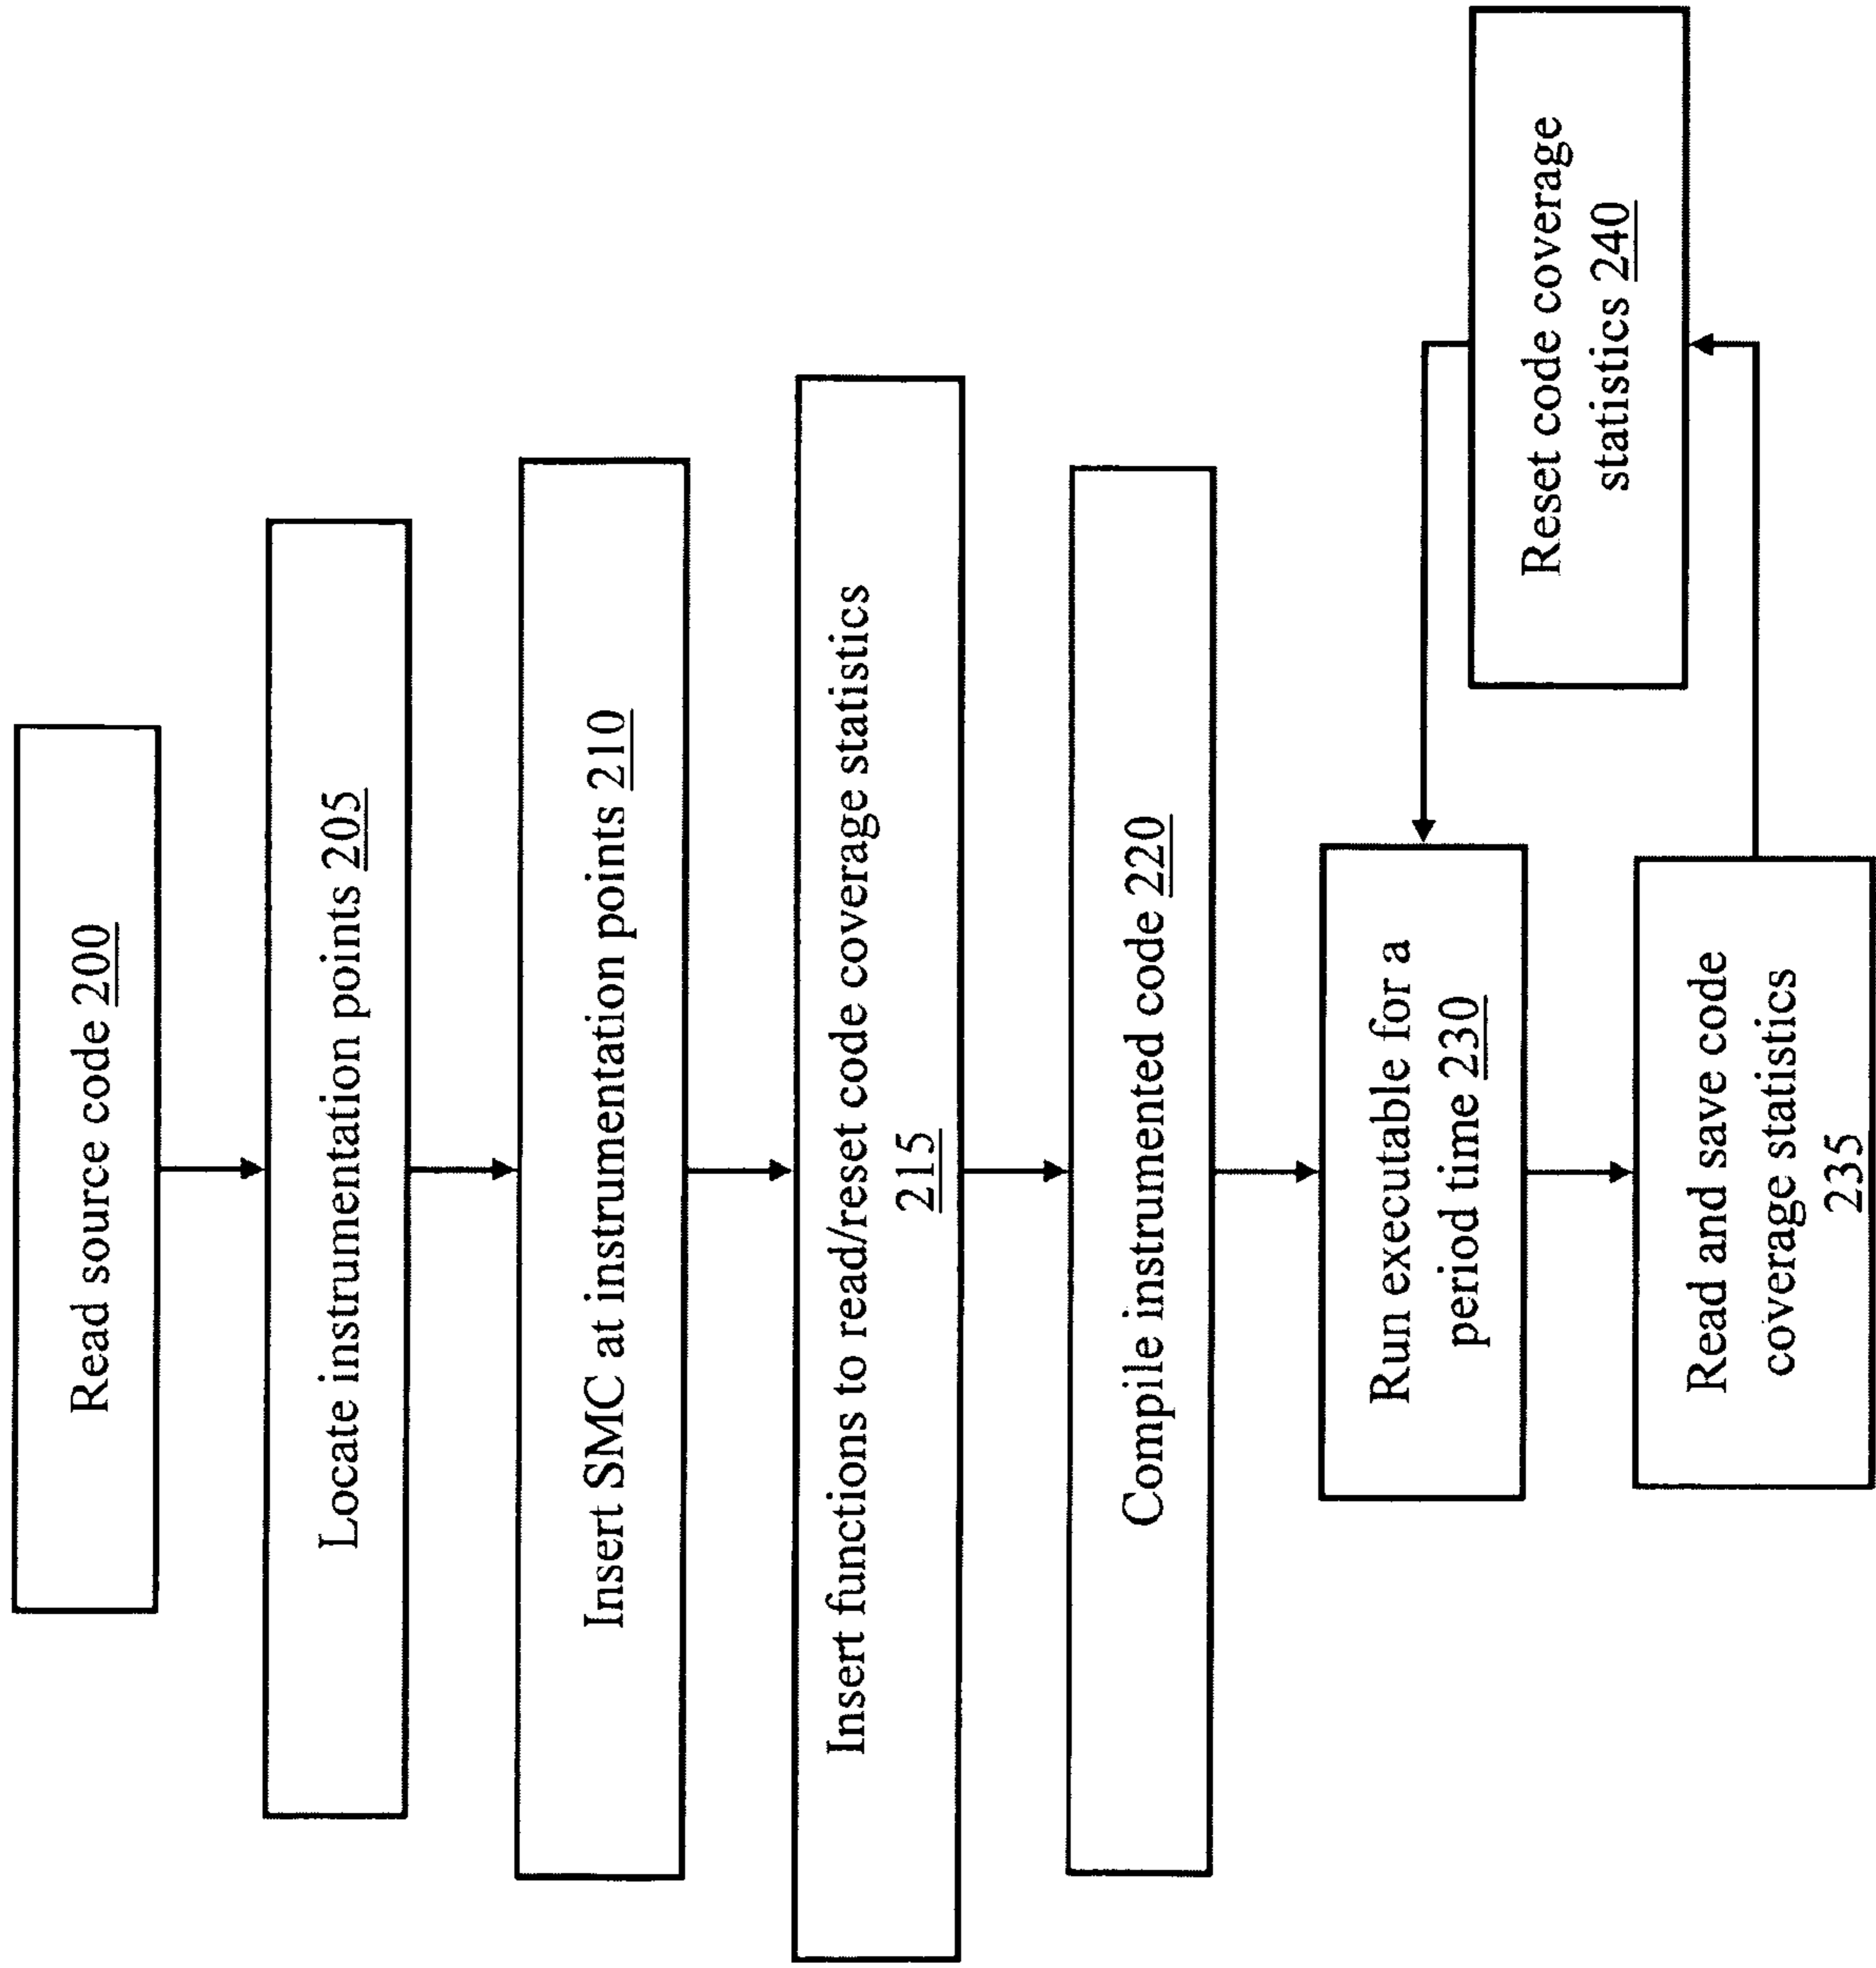 Read source code 200
Locate instrumentation points 205
Insert SMC at instrumentation points 210
Insert functions to read/reset code coverage statistics
215
Compile instrumented code 220
Run executable for a
period time 230
Read and save code
coverage statistics
235
Reset code coverage
statistics 240